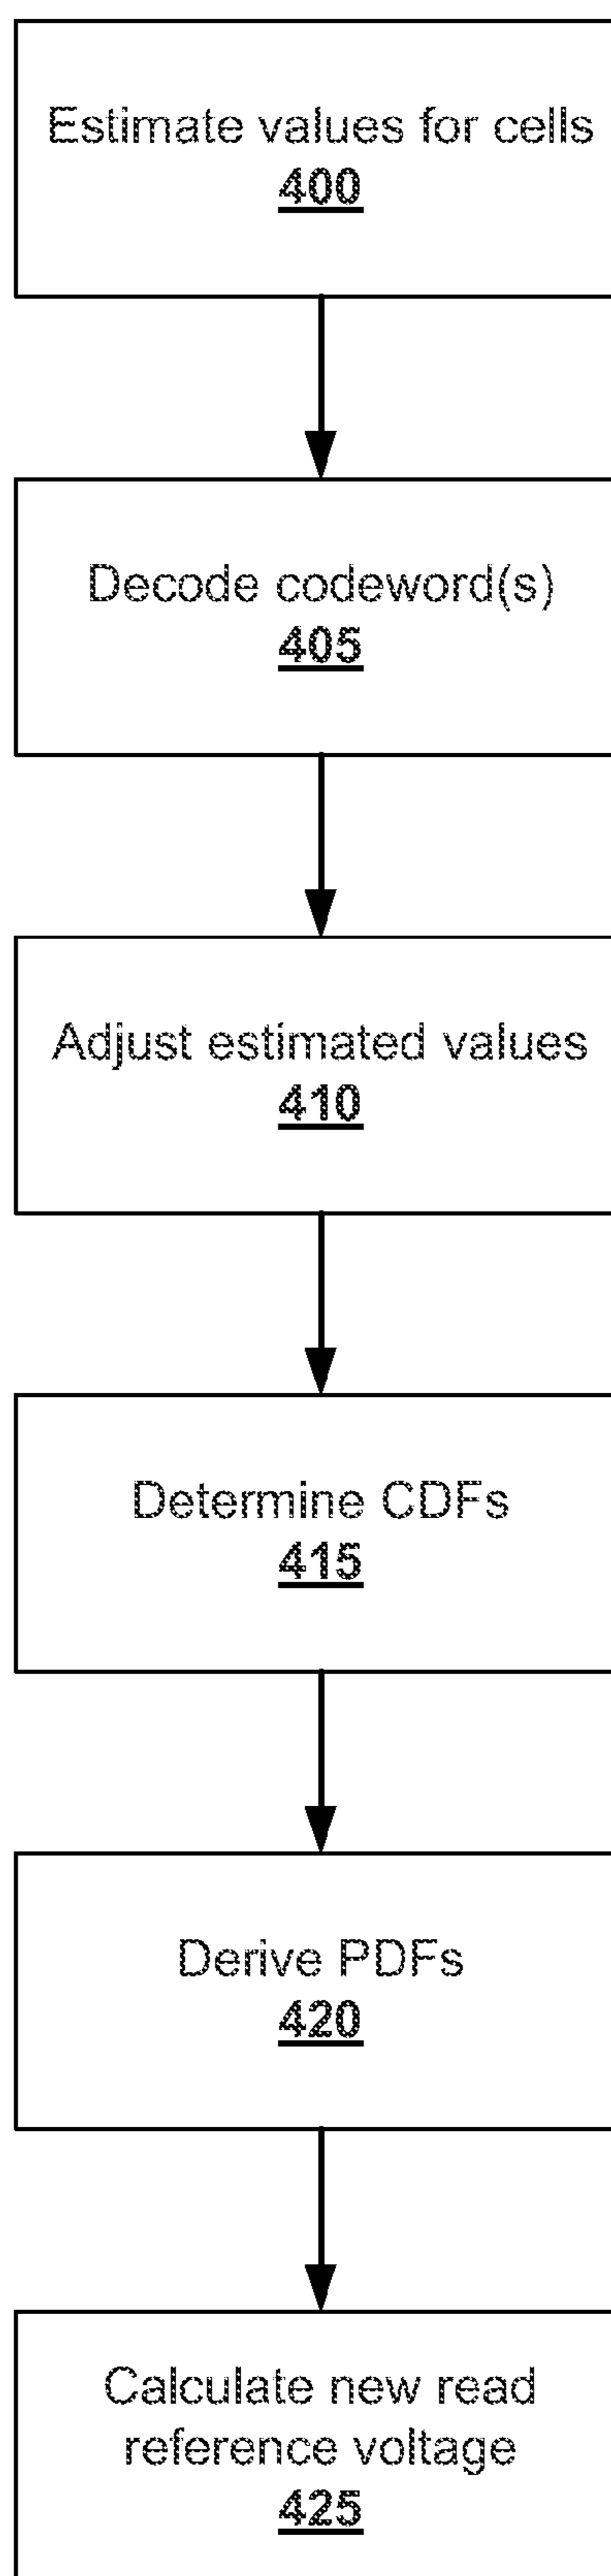 Estimate values for cells
400
Decode codeword(s)
405
Adjust estimated values
410
Determine CDFs
415
Derive PDFs
420
Calculate new read
reference voltage
425